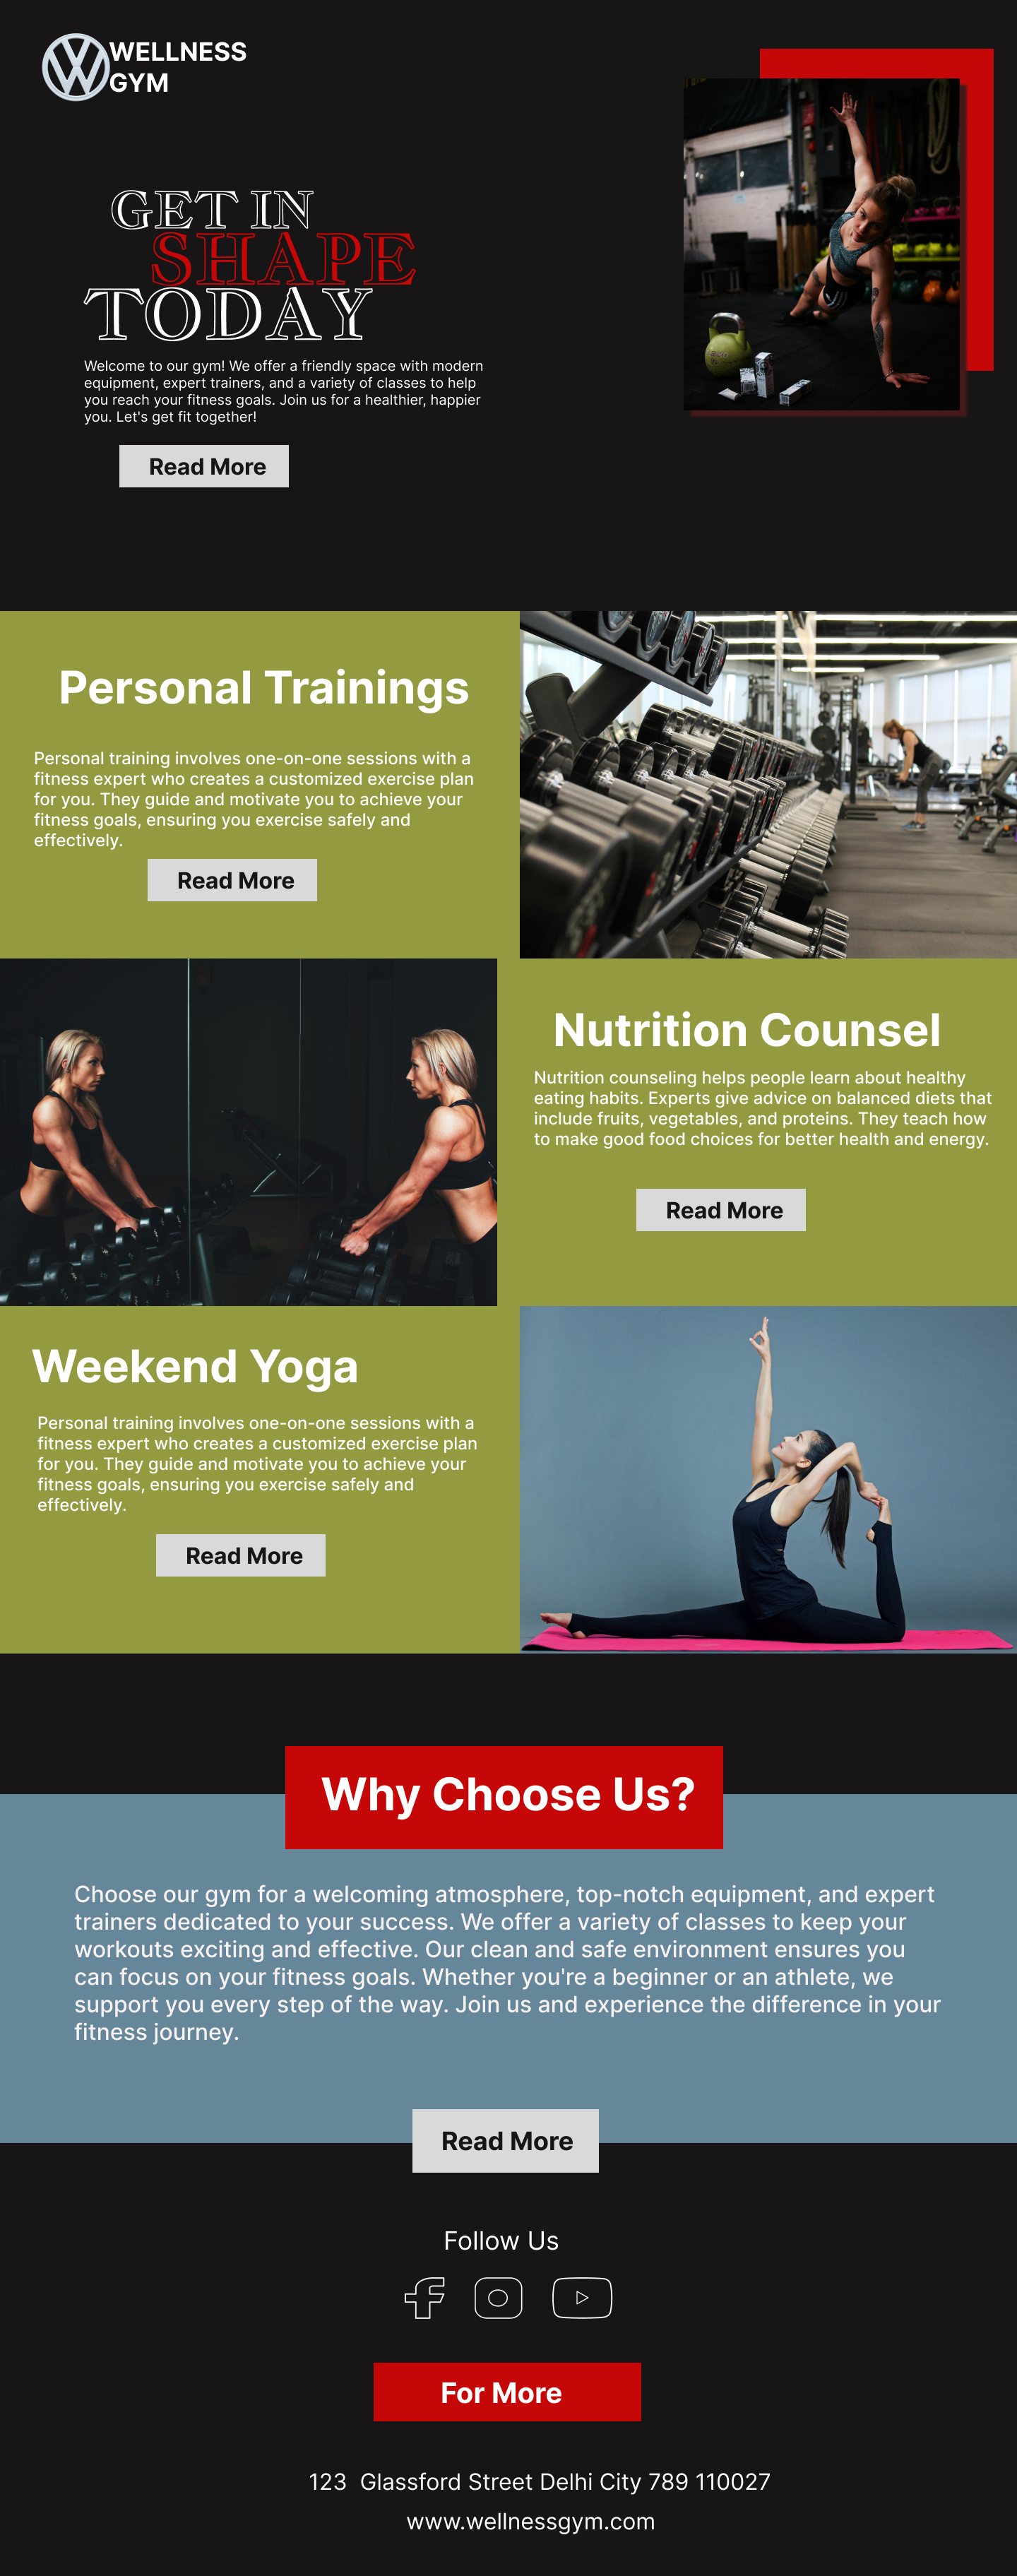 WELLNESS
GYM
GET IN
SHAPE
TODAY
Welcome to our gym! We offer a friendly space with modern
equipment, expert trainers, and a variety of classes to help
you reach your fitness goals. Join us for a healthier, happier
you. Let's get fit together!
Read More
Personal Trainings
Personal training involves one-on-one sessions with a
fitness expert who creates a customized exercise plan
for you. They guide and motivate you to achieve your
fitness goals, ensuring you exercise safely and
effectively.
Read More
Nutrition Counsel
Nutrition counseling helps people learn about healthy
eating habits. Experts give advice on balanced diets that
include fruits, vegetables, and proteins. They teach how
to make good food choices for better health and energy.
Read More
Weekend Yoga
Personal training involves one-on-one sessions with a
fitness expert who creates a customized exercise plan
for you. They guide and motivate you to achieve your
fitness goals, ensuring you exercise safely and
effectively.
Read More
Why Choose Us?
Choose our gym for a welcoming atmosphere, top-notch equipment, and expert
trainers dedicated to your success. We offer a variety of classes to keep your
workouts exciting and effective. Our clean and safe environment ensures you
can focus on your fitness goals. Whether you're a beginner or an athlete, we
support you every step of the way. Join us and experience the difference in your
fitness journey.
Read More
Follow Us
For More
123  Glassford Street Delhi City 789 110027
www.wellnessgym.com